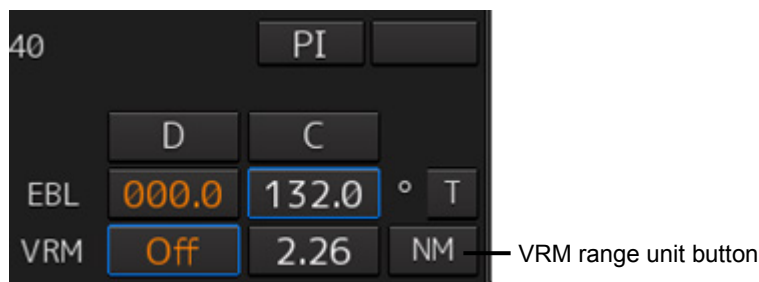 40 PI
D C
EBL 000.0 132.0 ° T
VRM Off 2.26 NM VRM range unit button